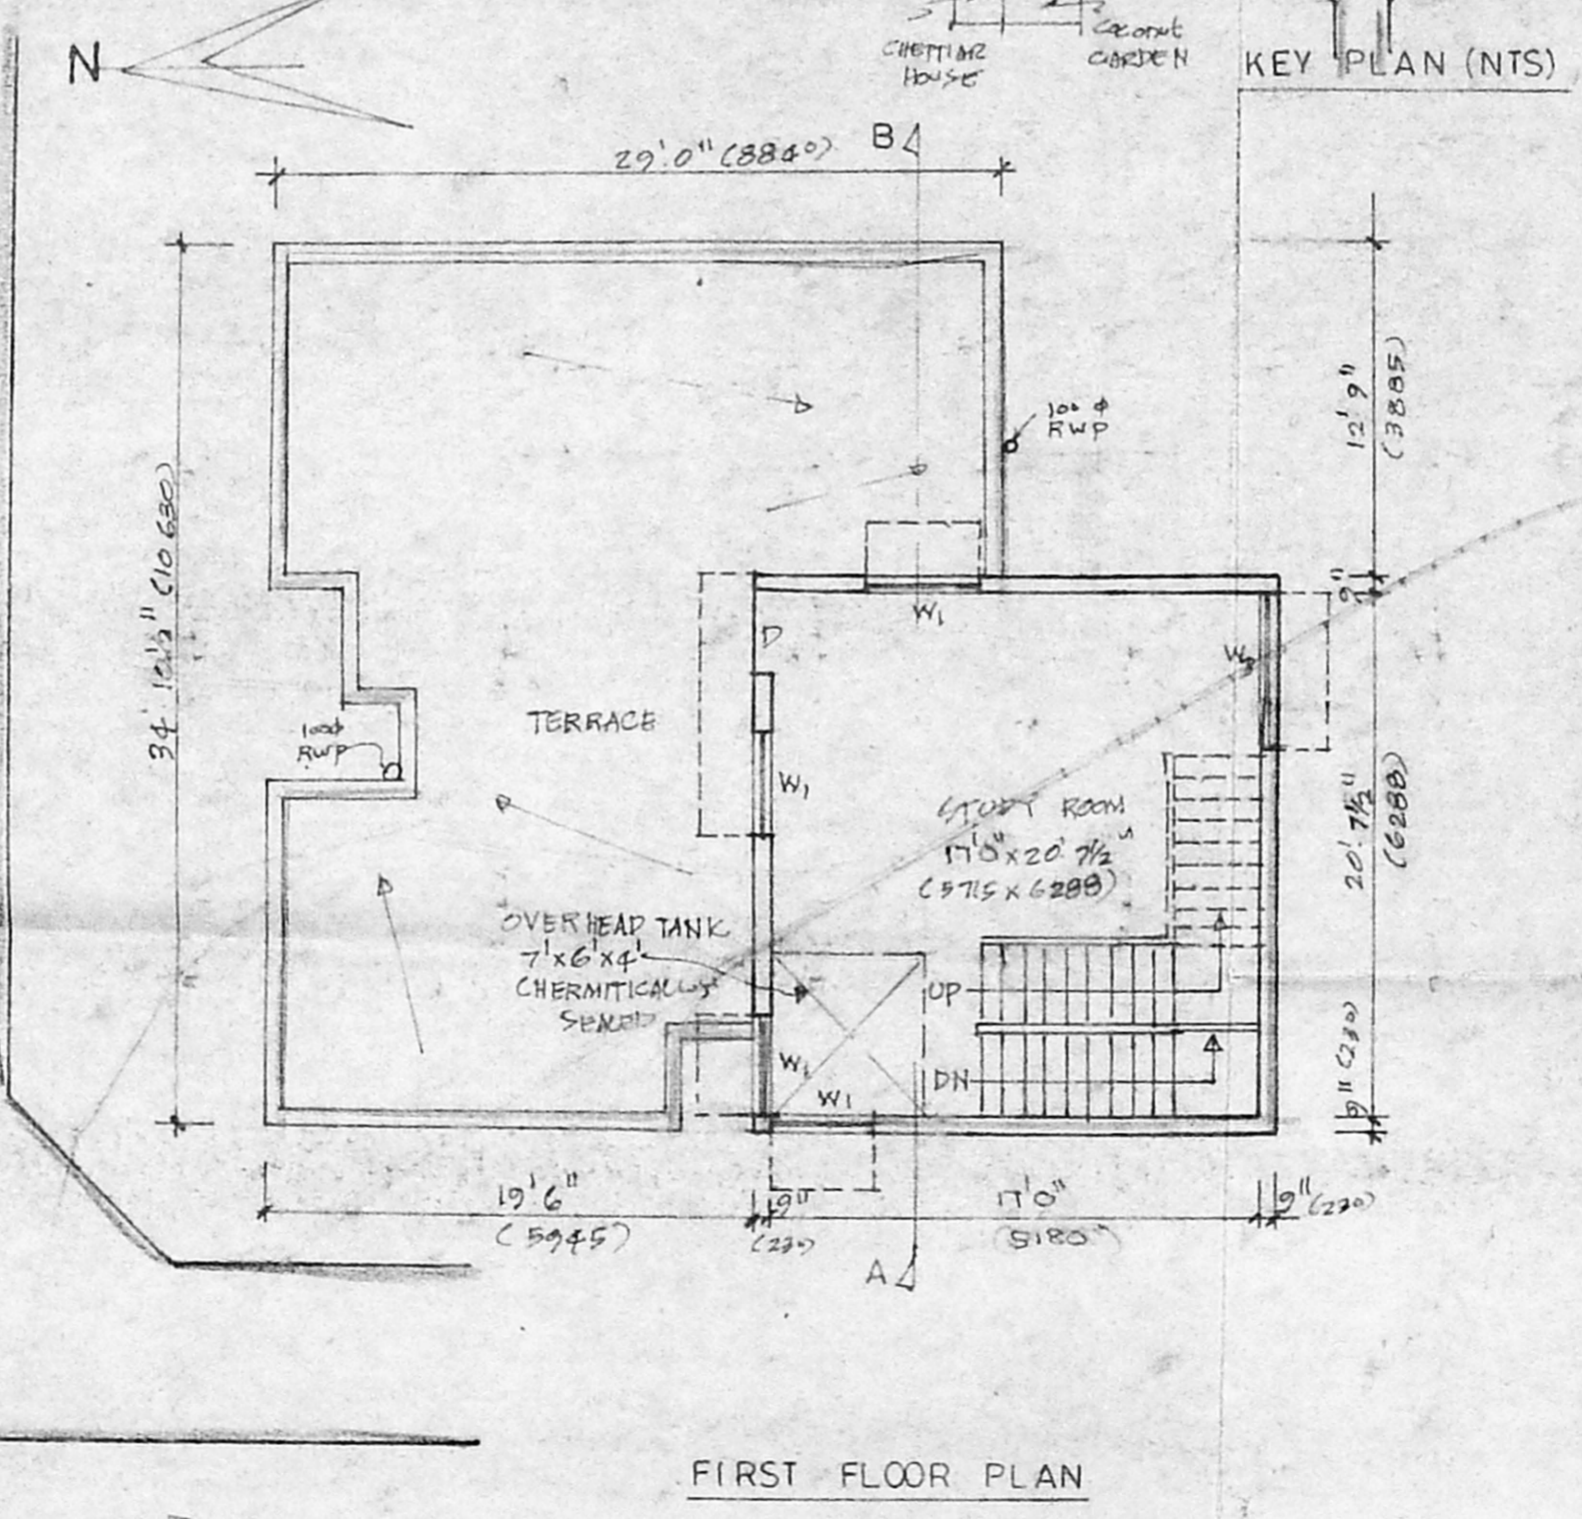 Coconut
GARDEN
CHETTIAR
HOUSE
KEY PLAN (NTS)
N
B
29'0" (8840)
12'9"
(3885)
100 φ
RWP
34' 10½" (10630)
9"
W1
D
TERRACE
100φ
RWP
W1
STUDY ROOM
17'0" x 20' 7½"
(5715 x 6288)
20' 7½"
(6288)
OVERHEAD TANK
7'x6'x4'
CHERMITICALLY
SEALED
UP
DN
W1
W1
9" (230)
19'6"
(5945)
9"
(230)
17'0"
(5180)
9" (230)
A
FIRST FLOOR PLAN